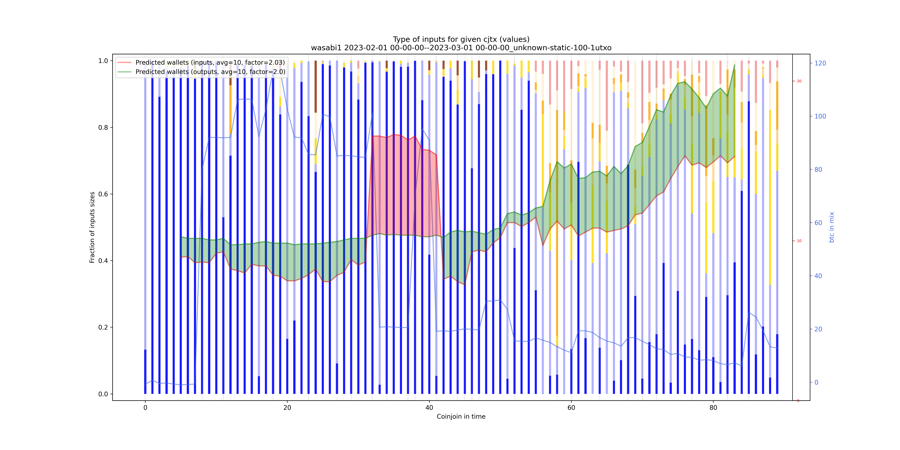 Type of inputs for given cjtx (values)
wasabi1 2023-02-01 00-00-00--2023-03-01 00-00-00_unknown-static-100-1utxo
Predicted wallets (inputs, avg=10, factor=2.03)
Predicted wallets (outputs, avg=10, factor=2.0)
Fraction of inputs sizes
1.0
0.8
0.6
0.4
0.2
0.0
0
20
40
60
80
Coinjoin in time
120
100
80
60
40
20
0
btc in mix